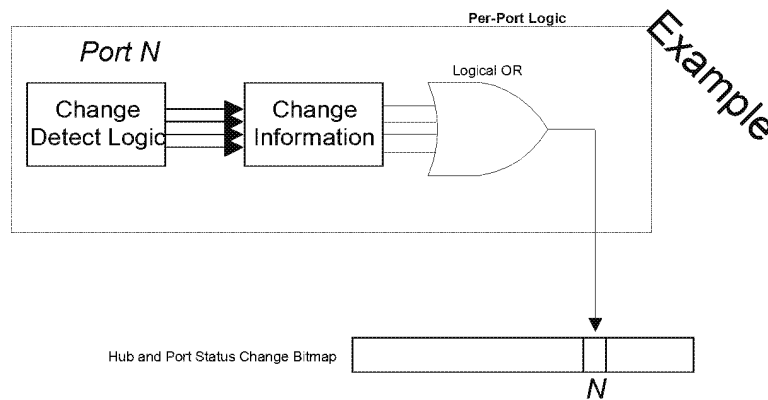 Per-Port Logic
Example
Port N
Logical OR
Change
Detect Logic
Change
Information
Hub and Port Status Change Bitmap
N